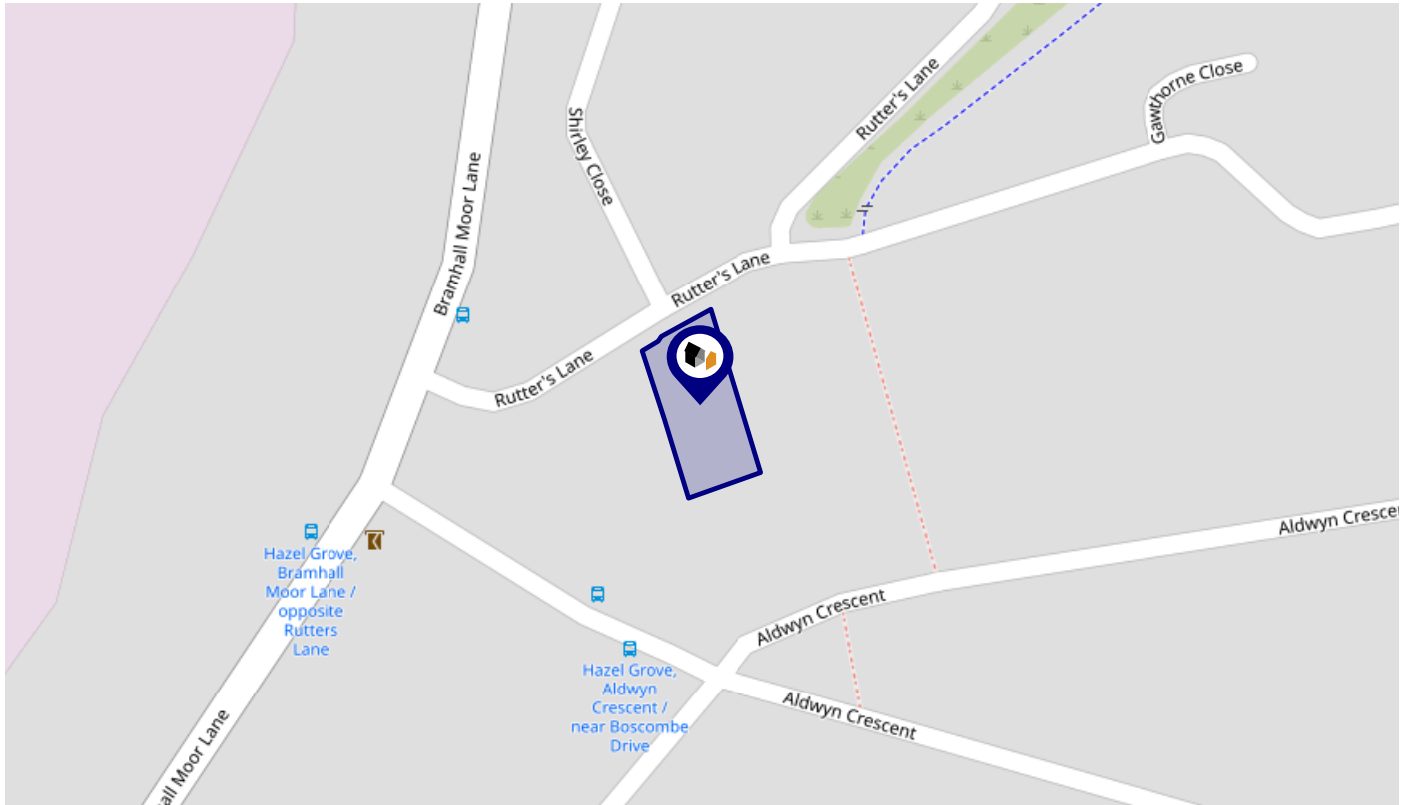 Rutter's Lane
Gawthorne Close
Shirley Close
Bramhall Moor Lane
Rutter's Lane
Rutter's Lane
Hazel Grove,
Bramhall
Moor Lane /
opposite
Rutters
Lane
Aldwyn Cresce
Aldwyn Crescent
Hazel Grove,
Aldwyn
Crescent /
near Boscombe
Drive
Aldwyn Crescent
all Moor Lane